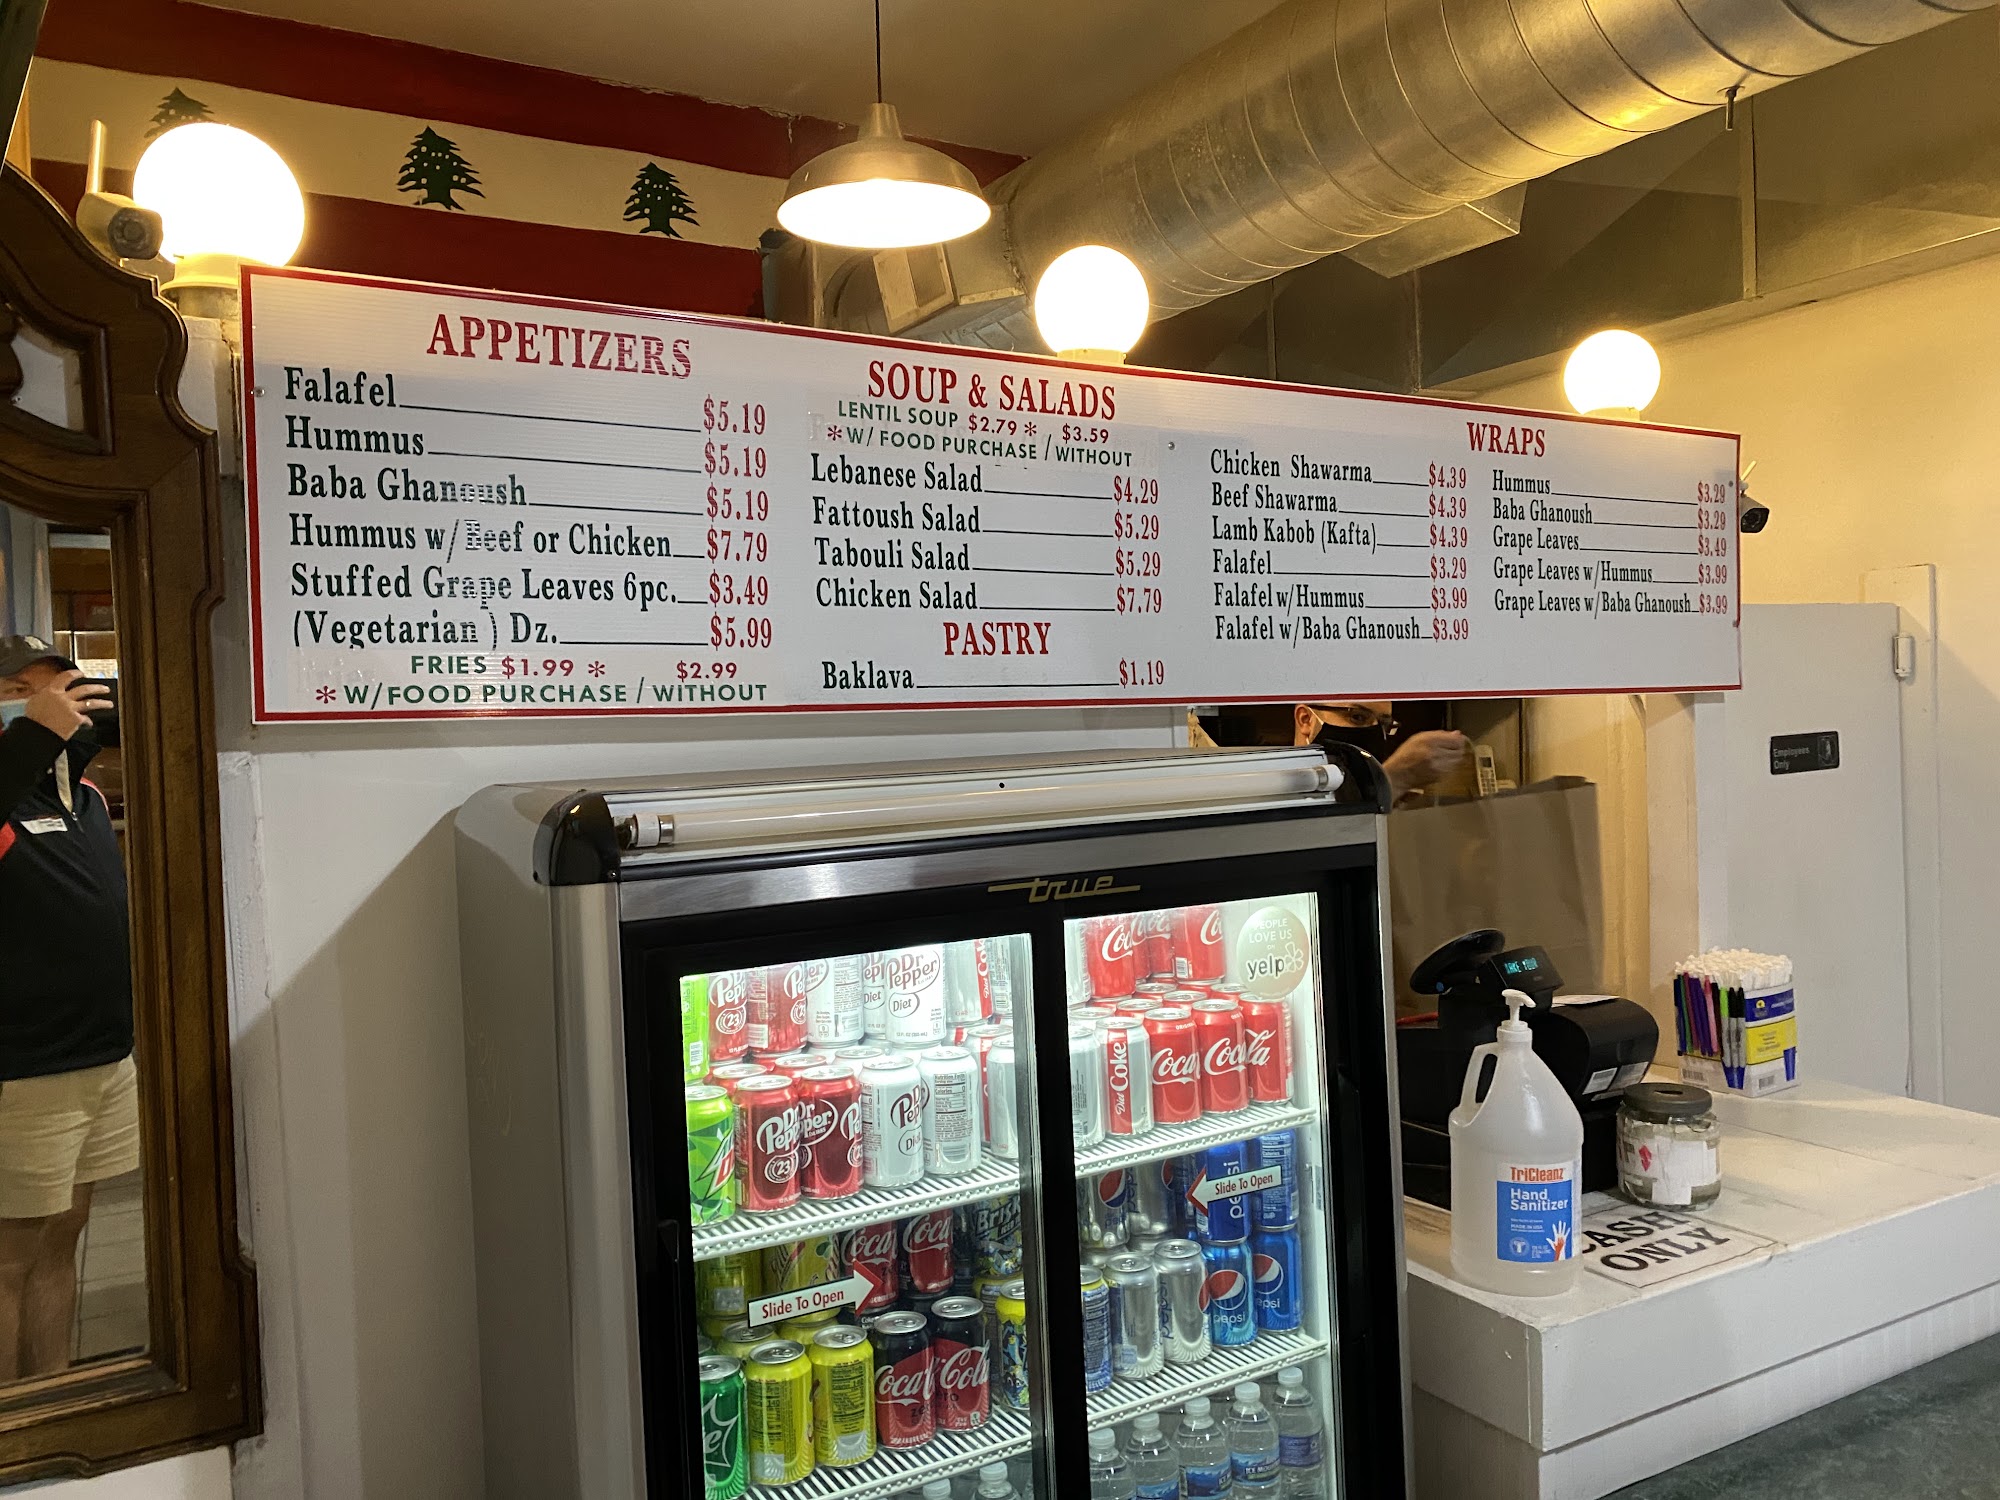 APPETIZERS
Falafel $5.19
Hummus $5.19
Baba Ghanoush $5.19
Hummus w/Beef or Chicken $7.79
Stuffed Grape Leaves 6pc. $3.49
(Vegetarian) Dz. $5.99
FRIES $1.99 * $2.99
*W/FOOD PURCHASE / WITHOUT
SOUP & SALADS
LENTIL SOUP $2.79 * $3.59
*W/ FOOD PURCHASE / WITHOUT
Lebanese Salad $4.29
Fattoush Salad $5.29
Tabouli Salad $5.29
Chicken Salad $7.79
PASTRY
Baklava $1.19
WRAPS
Chicken Shawarma $4.39
Beef Shawarma $4.39
Lamb Kabob (Kafta) $4.39
Falafel $3.29
Falafel w/Hummus $3.99
Falafel w/Baba Ghanoush $3.99
Hummus $3.29
Baba Ghanoush $3.29
Grape Leaves $3.49
Grape Leaves w/Hummus $3.99
Grape Leaves w/Baba Ghanoush $3.99
Employees
Only
true
PEOPLE
LOVE US
ON
yelp
Dr Pepper
Diet
Dr Pepper
23
Diet Coke
Coca-Cola
Slide To Open
Slide To Open
pepsi
pepsi
Coca-Cola
TriCleanz
Hand
Sanitizer
CASH
ONLY